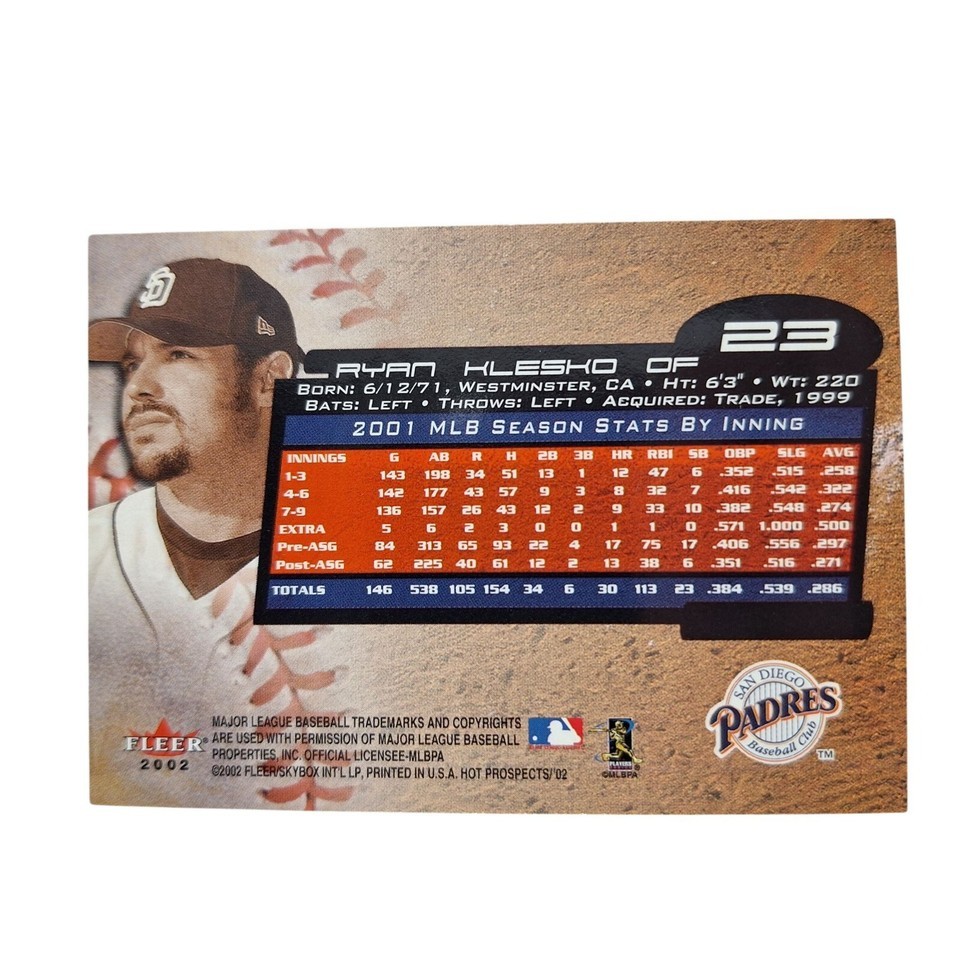 SD
23
RYAN KLESKO OF
BORN: 6/12/71, WESTMINSTER, CA • HT: 6'3" • WT: 220
BATS: LEFT • THROWS: LEFT • ACQUIRED: TRADE, 1999
2001 MLB SEASON STATS BY INNING
INNINGS G AB R H 2B 3B HR RBI SB OBP SLG AVG
1-3 143 198 34 51 13 1 12 47 6 .352 .515 .258
4-6 142 177 43 57 9 3 8 32 7 .416 .542 .322
7-9 136 157 26 43 12 2 9 33 10 .382 .548 .274
EXTRA 5 6 2 3 0 0 1 1 0 .571 1.000 .500
PRE-ASG 84 313 65 93 22 4 17 75 17 .406 .556 .297
POST-ASG 62 225 40 61 12 2 13 38 6 .351 .516 .271
TOTALS 146 538 105 154 34 6 30 113 23 .384 .539 .286
SAN DIEGO
PADRES
Baseball Club
TM
FLEER®
2002
MAJOR LEAGUE BASEBALL TRADEMARKS AND COPYRIGHTS
ARE USED WITH PERMISSION OF MAJOR LEAGUE BASEBALL
PROPERTIES, INC. OFFICIAL LICENSEE-MLBPA
©2002 FLEER/SKYBOX INT'L LP, PRINTED IN U.S.A. HOT PROSPECTS/'02
PLAYERS
©MLBPA